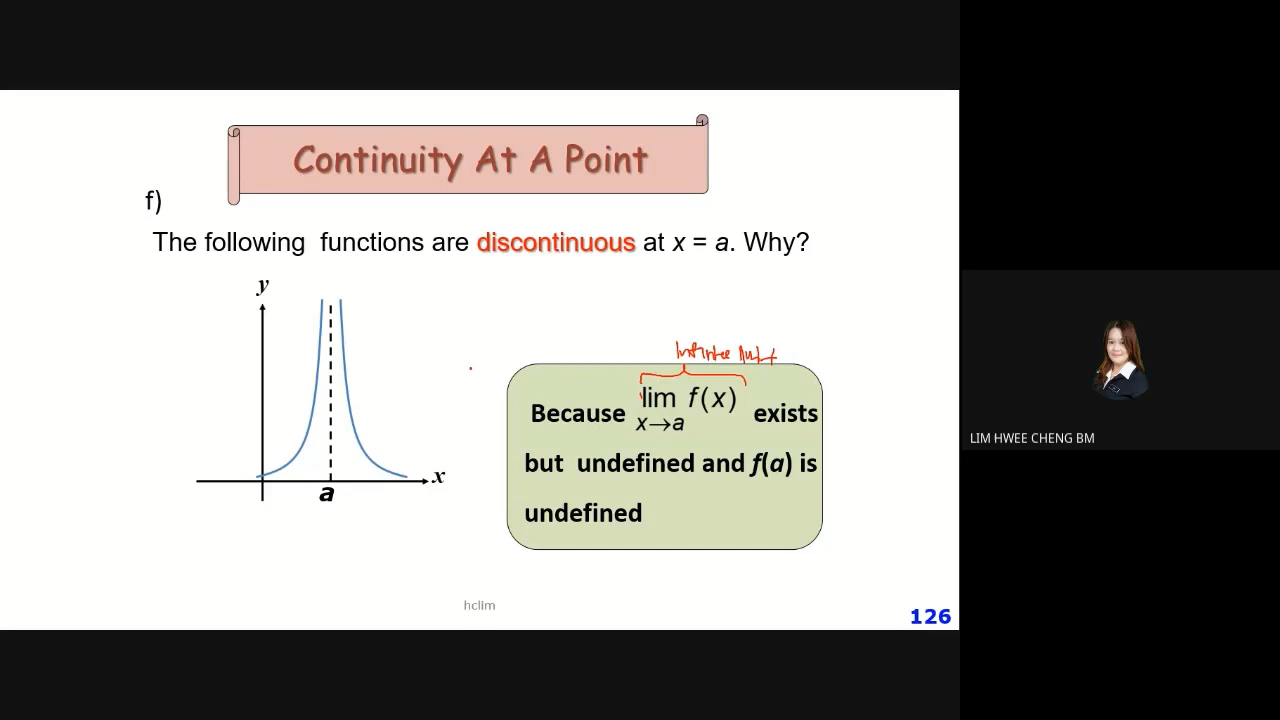 Continuity At A Point
f)
The following functions are discontinuous at x = a. Why?
y
x
a
Infinitee limit
Because lim x→a f(x) exists
but undefined and f(a) is
undefined
LIM HWEE CHENG BM
hclim
126